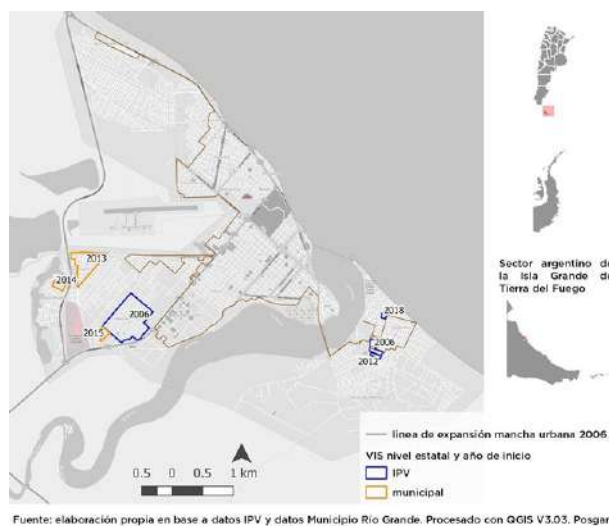 2013
2014
2006
2015
2018
2006
2012
Sector argentino de
la Isla Grande de
Tierra del Fuego
línea de expansión mancha urbana 2006
VIS nivel estatal y año de inicio
IPV
municipal
0.5 0 0.5 1 km
Fuente: elaboración propia en base a datos IPV y datos Municipio Río Grande. Procesado con QGIS V3.03. Posgar